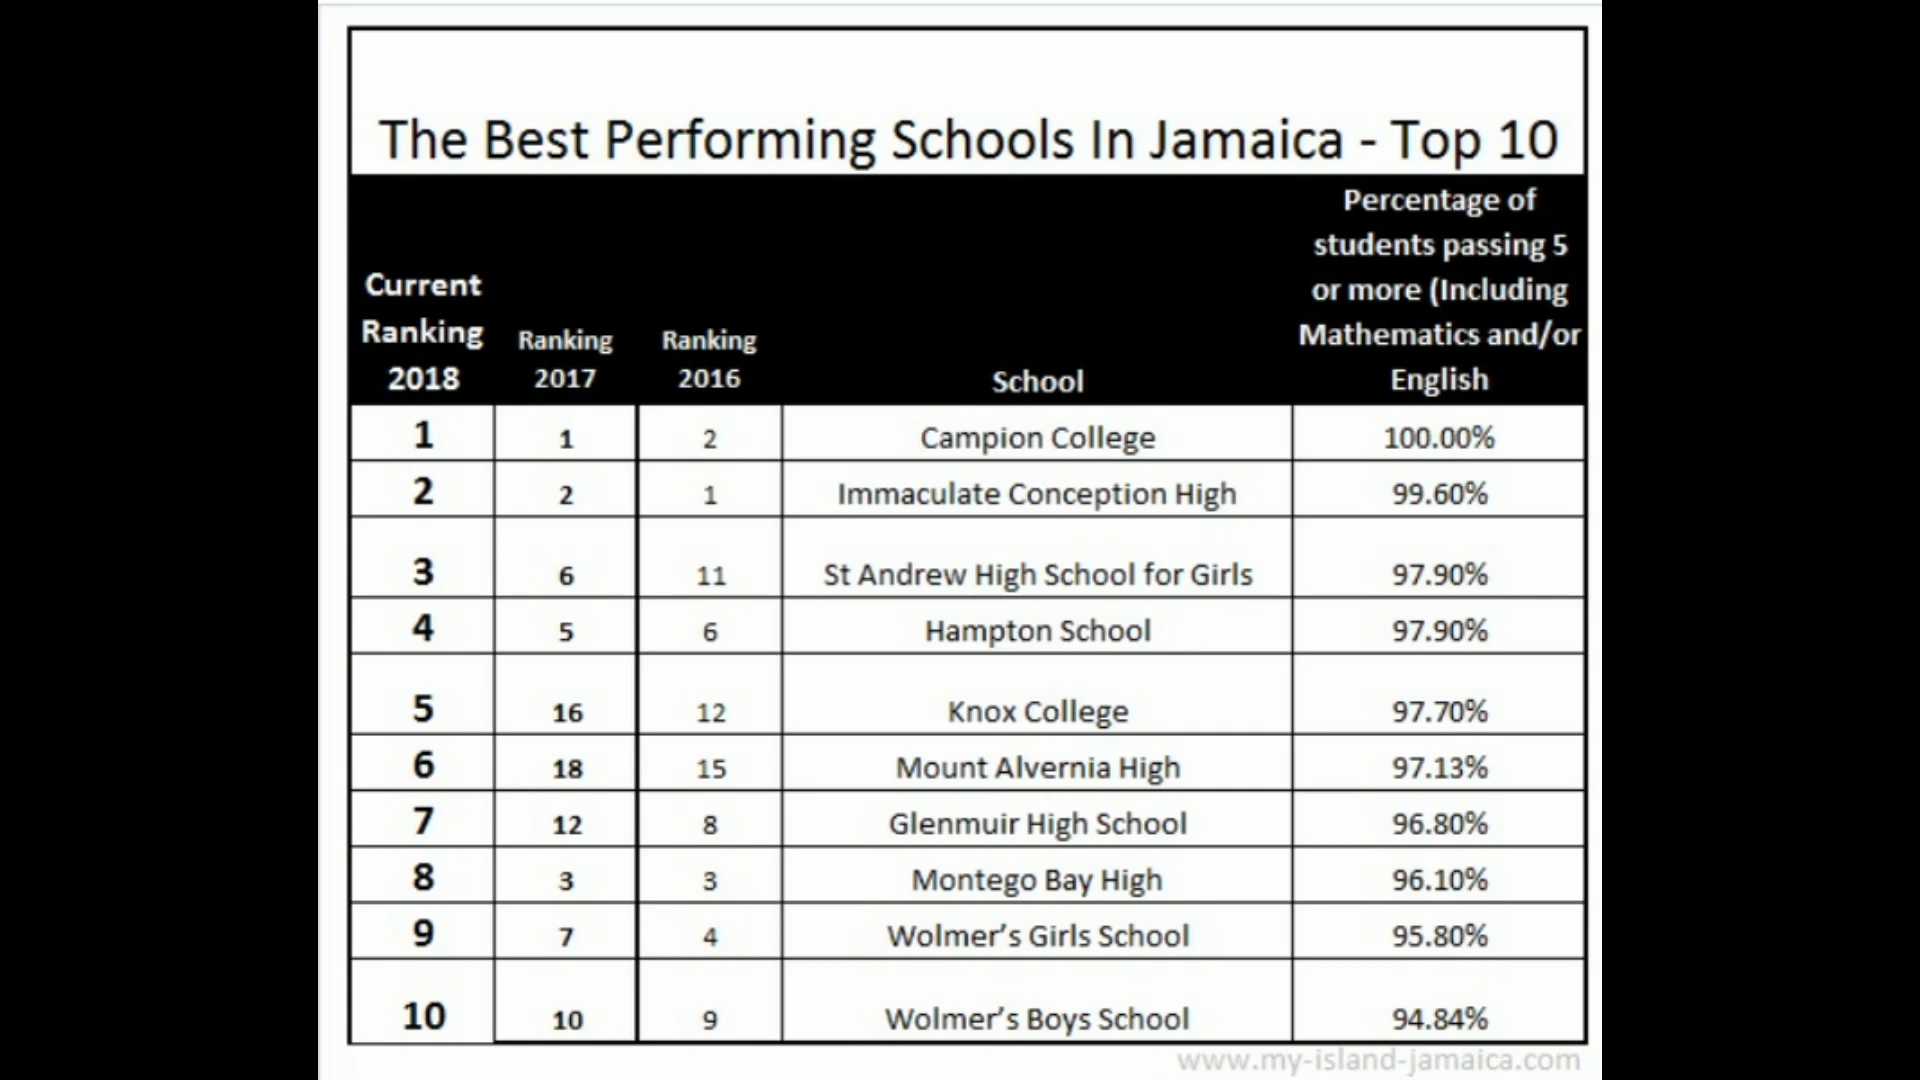 The Best Performing Schools In Jamaica - Top 10
Current Ranking 2018 Ranking 2017 Ranking 2016 School Percentage of students passing 5 or more (Including Mathematics and/or English
1 1 2 Campion College 100.00%
2 2 1 Immaculate Conception High 99.60%
3 6 11 St Andrew High School for Girls 97.90%
4 5 6 Hampton School 97.90%
5 16 12 Knox College 97.70%
6 18 15 Mount Alvernia High 97.13%
7 12 8 Glenmuir High School 96.80%
8 3 3 Montego Bay High 96.10%
9 7 4 Wolmer’s Girls School 95.80%
10 10 9 Wolmer’s Boys School 94.84%
www.my-island-jamaica.com